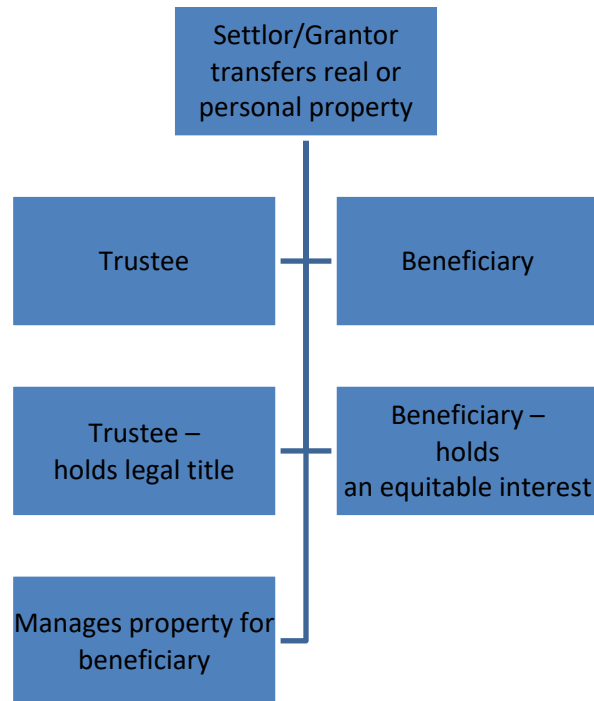 Settlor/Grantor
transfers real or
personal property
Trustee
Beneficiary
Trustee –
holds legal title
Beneficiary –
holds
an equitable interest
Manages property for
beneficiary